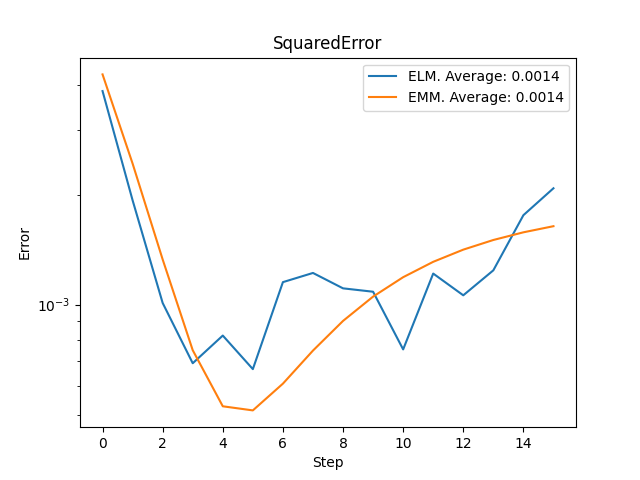 SquaredError
ELM. Average: 0.0014
EMM. Average: 0.0014
Error
10⁻³
0 2 4 6 8 10 12 14
Step